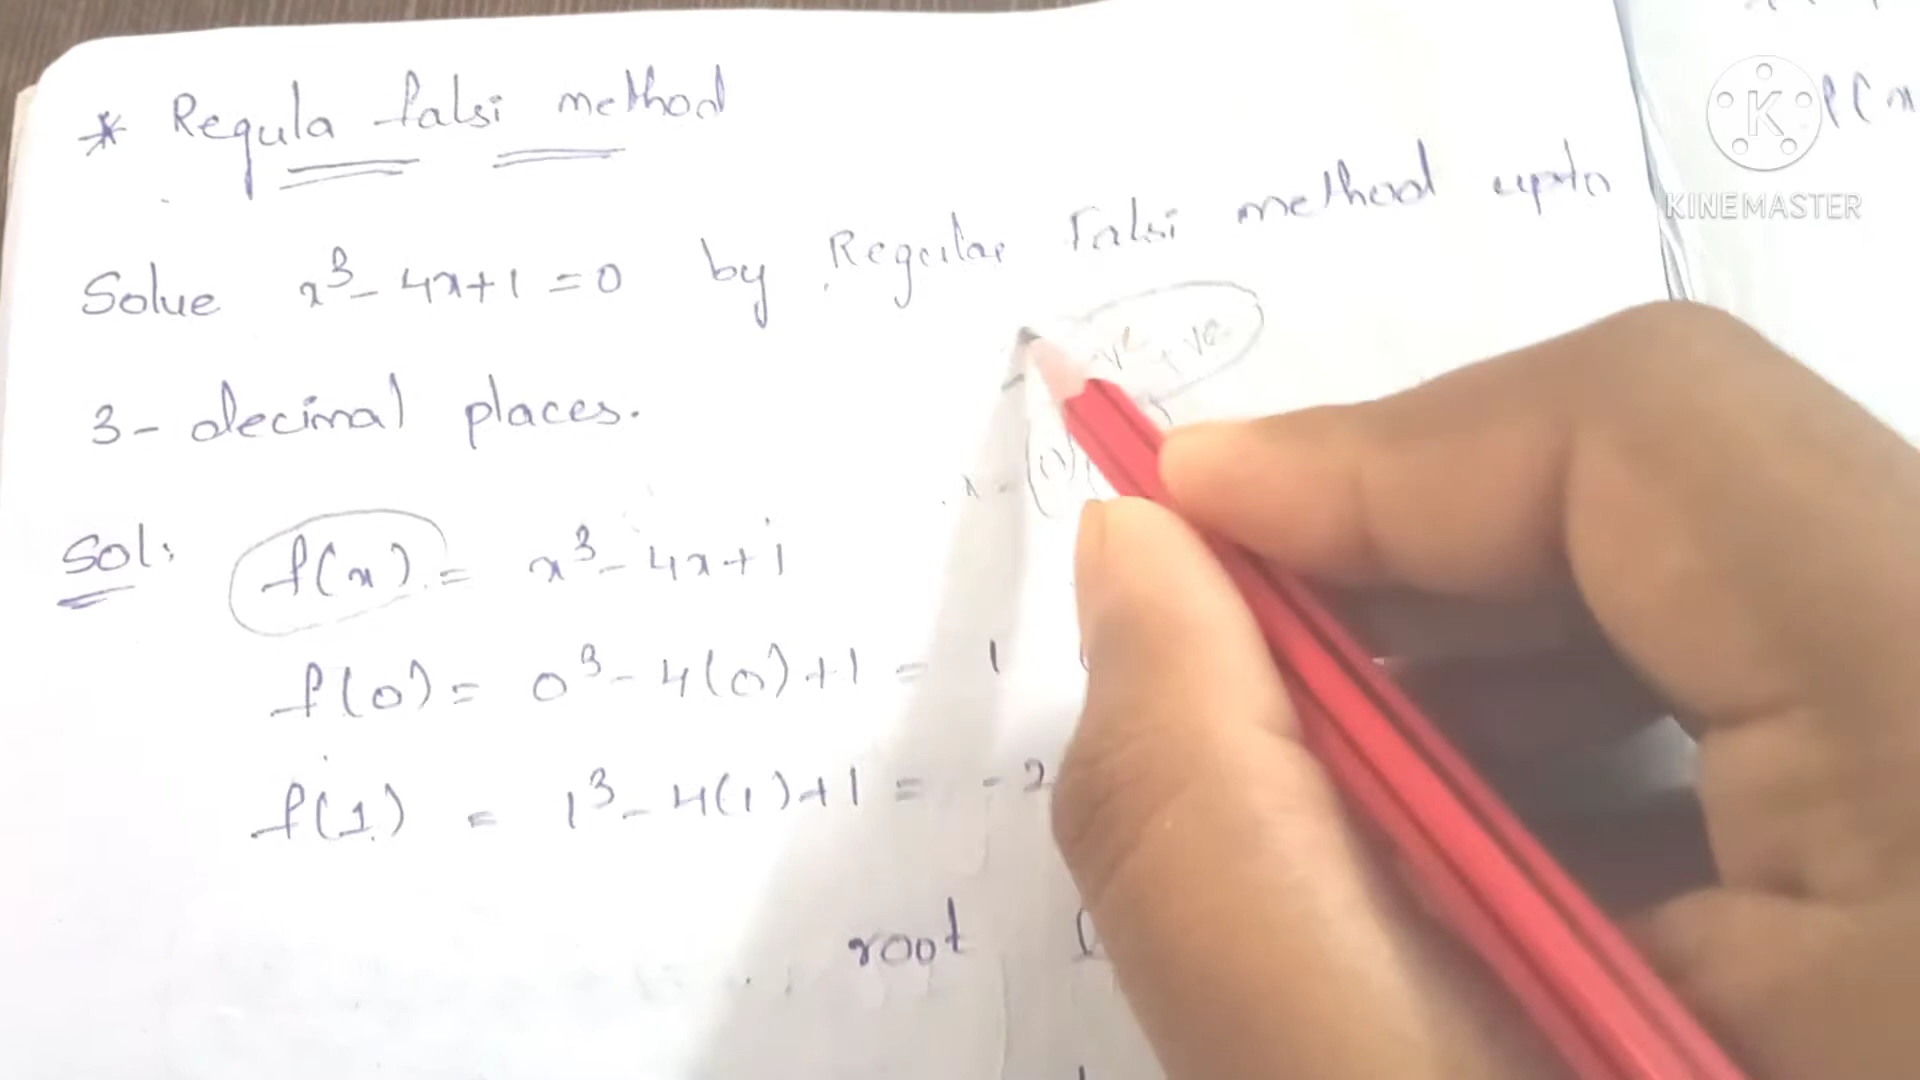 * Regula falsi method
Solve x³ - 4x + 1 = 0 by Regular Falsi method upto
3 - decimal places.
Sol: f(x) = x³ - 4x + 1
f(0) = 0³ - 4(0) + 1 = 1
f(1) = 1³ - 4(1) + 1 = -2
root
KINEMASTER